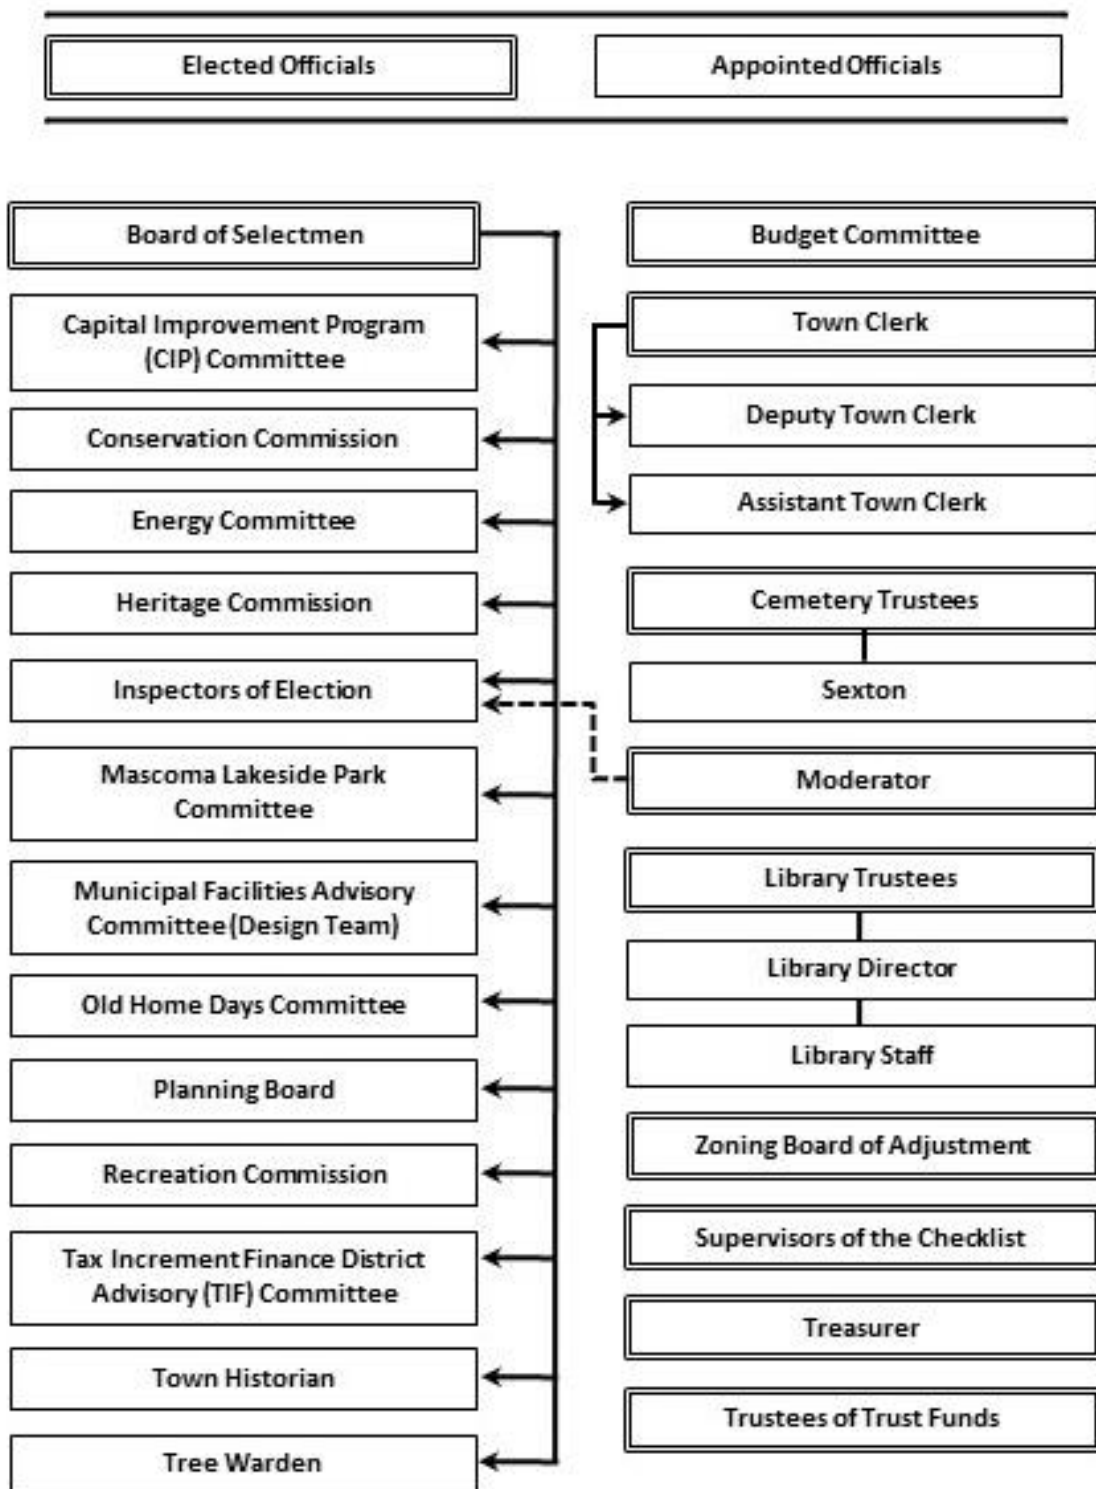 Elected Officials
Appointed Officials
Board of Selectmen
Capital Improvement Program
(CIP) Committee
Conservation Commission
Energy Committee
Heritage Commission
Inspectors of Election
Mascoma Lakeside Park
Committee
Municipal Facilities Advisory
Committee (Design Team)
Old Home Days Committee
Planning Board
Recreation Commission
Tax Increment Finance District
Advisory (TIF) Committee
Town Historian
Tree Warden
Budget Committee
Town Clerk
Deputy Town Clerk
Assistant Town Clerk
Cemetery Trustees
Sexton
Moderator
Library Trustees
Library Director
Library Staff
Zoning Board of Adjustment
Supervisors of the Checklist
Treasurer
Trustees of Trust Funds